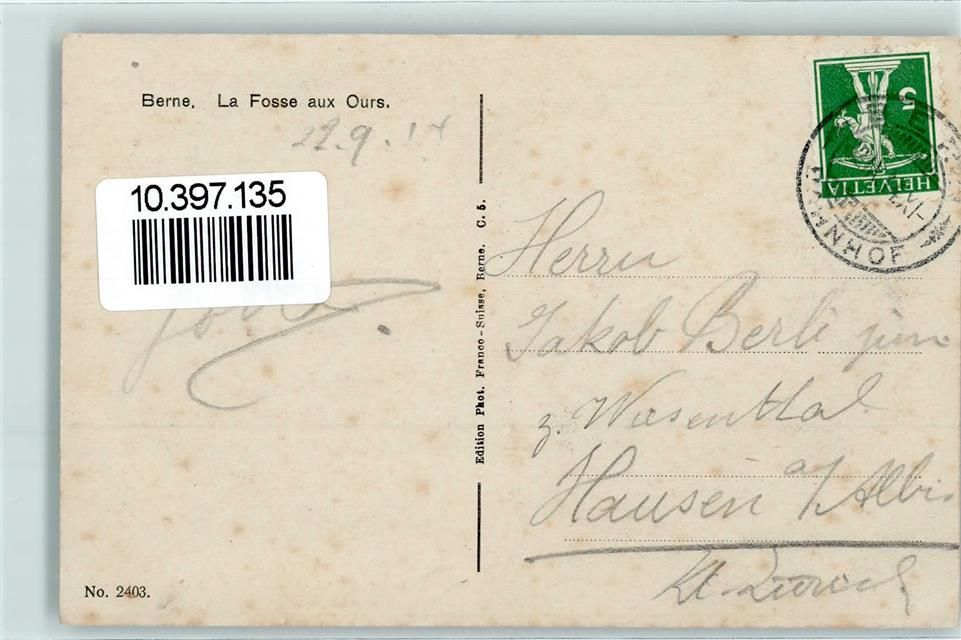 Berne. La Fosse aux Ours.
22.9.14
10.397.135
Edition Phot. Franco-Suisse, Berne. C. 5.
No. 2403.
5
HELVETIA
BAHNHOF
Herrn
Jakob Berli jun
z. Wiesenthal
Hausen a/Albis
Kt. Zürich